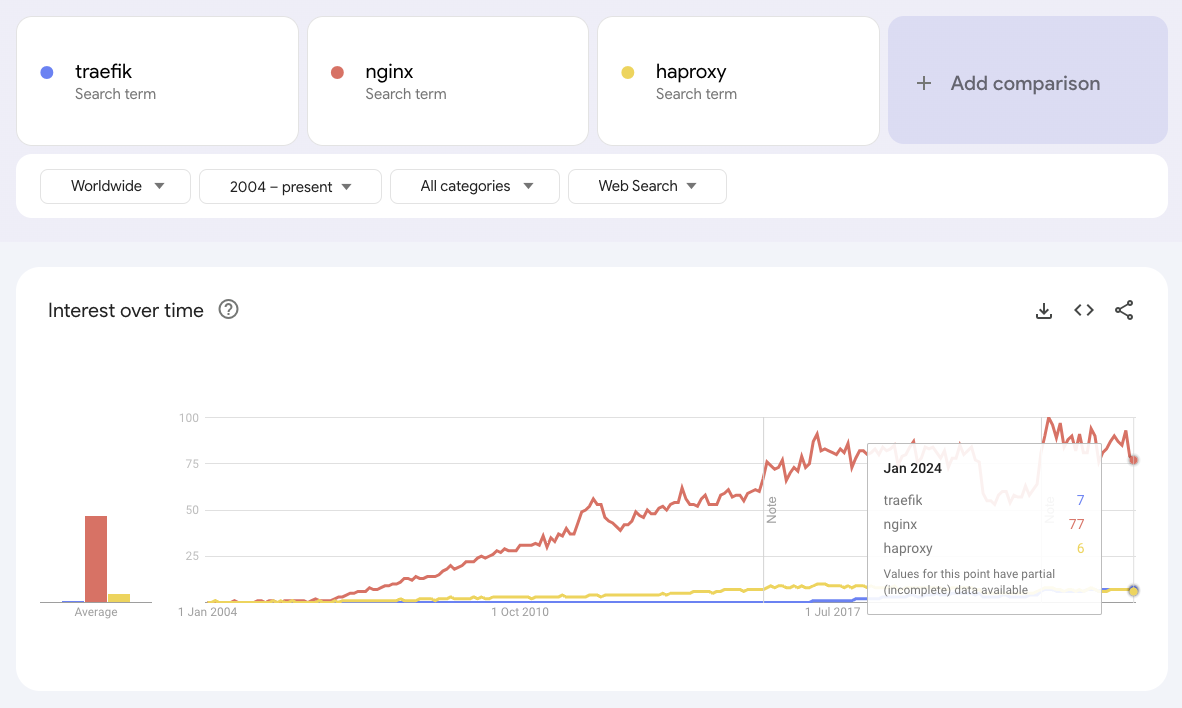 traefik
Search term
nginx
Search term
haproxy
Search term
+ Add comparison
Worldwide
2004 – present
All categories
Web Search
Interest over time
?
100
75
50
25
Note
Note
Average
1 Jan 2004
1 Oct 2010
1 Jul 2017
Jan 2024
traefik 7
nginx 77
haproxy 6
Values for this point have partial
(incomplete) data available